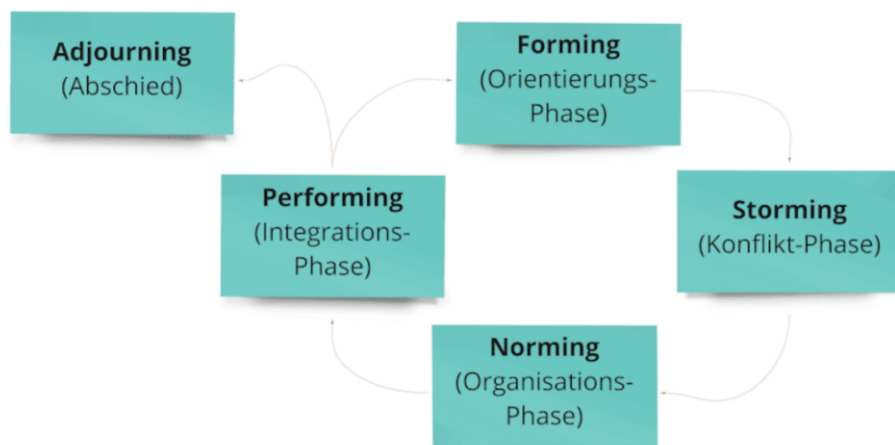 Adjourning
(Abschied)
Forming
(Orientierungs-
Phase)
Performing
(Integrations-
Phase)
Storming
(Konflikt-Phase)
Norming
(Organisations-
Phase)